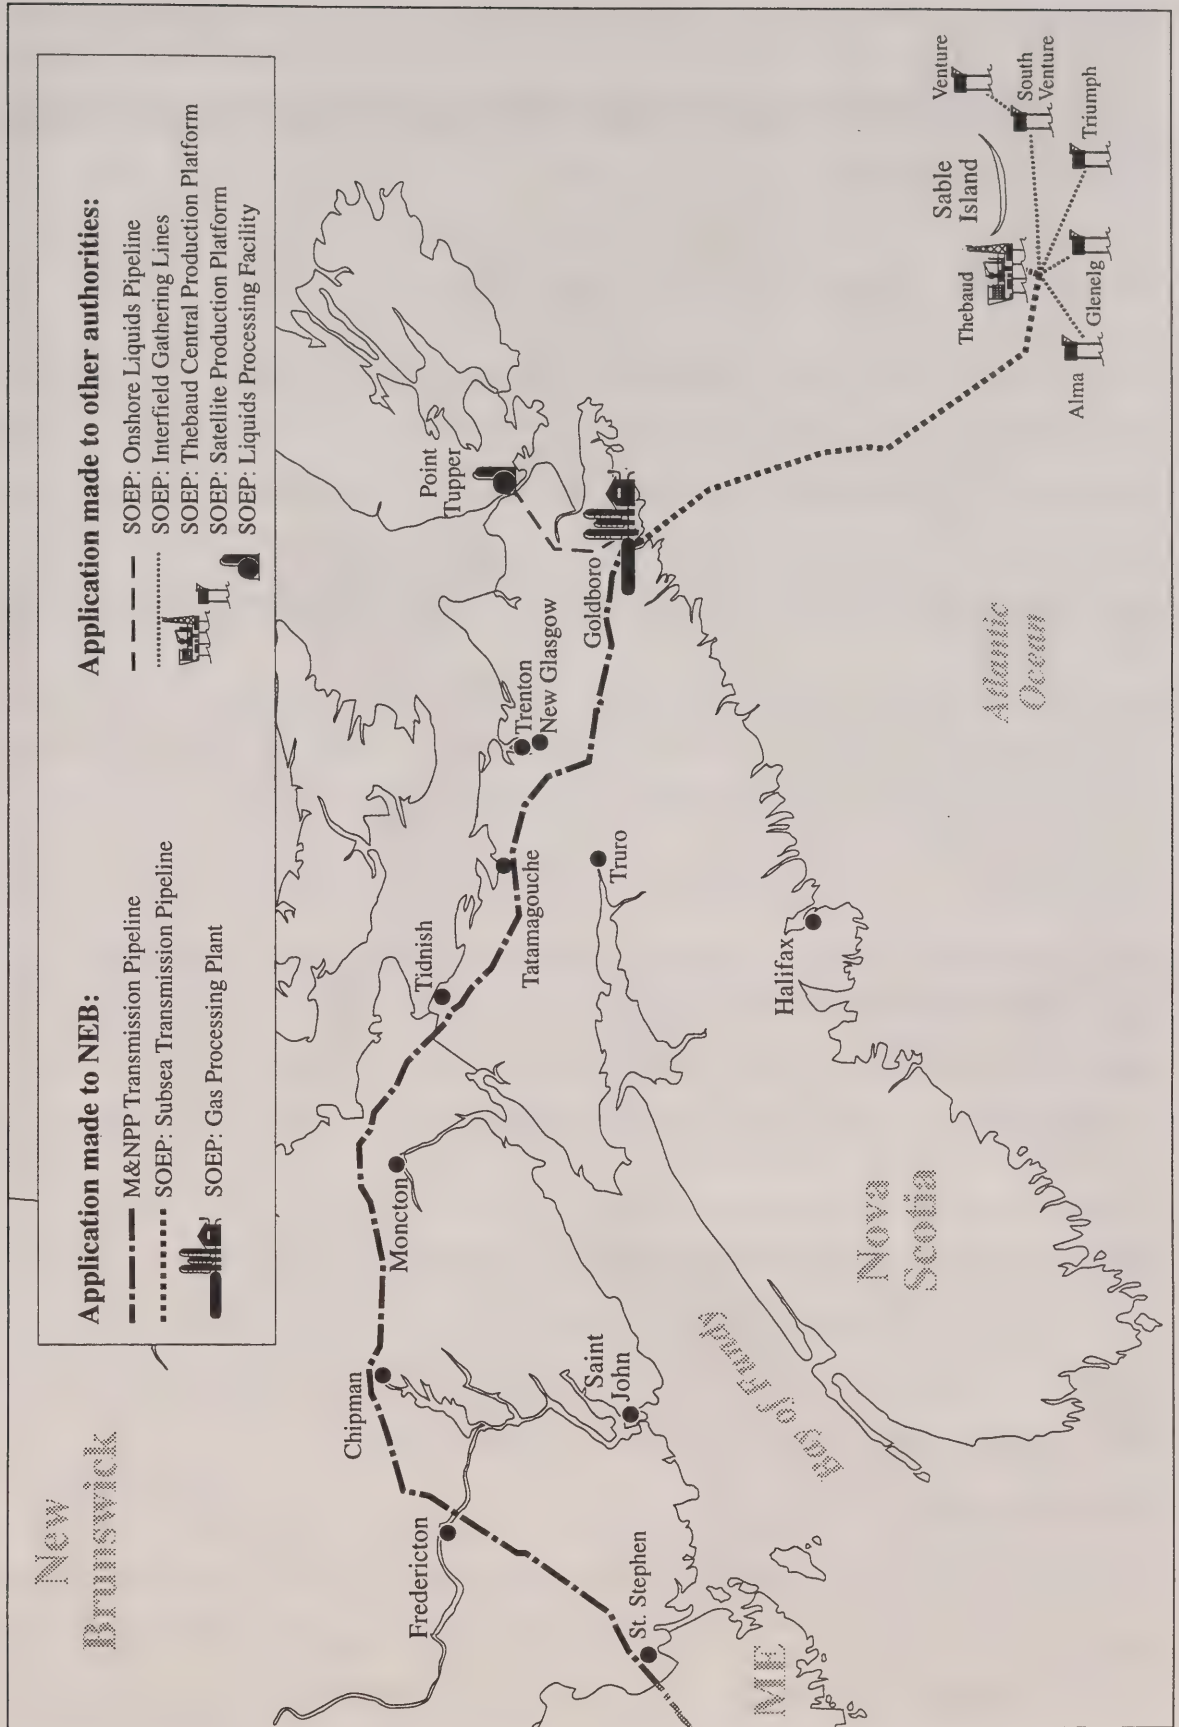 New
Brunswick
Application made to NEB:
M&NPP Transmission Pipeline
SOEP: Subsea Transmission Pipeline
SOEP: Gas Processing Plant
Application made to other authorities:
SOEP: Onshore Liquids Pipeline
SOEP: Interfield Gathering Lines
SOEP: Thebaud Central Production Platform
SOEP: Satellite Production Platform
SOEP: Liquids Processing Facility
Chipman
Fredericton
Moncton
Tidnish
Point
Tupper
Trenton
New Glasgow
Tatamagouche
Goldboro
Saint
John
St. Stephen
Truro
Bay of Fundy
ME
Halifax
Nova
Scotia
Atlantic
Ocean
Venture
South
Venture
Sable
Island
Thebaud
Triumph
Glenelg
Alma